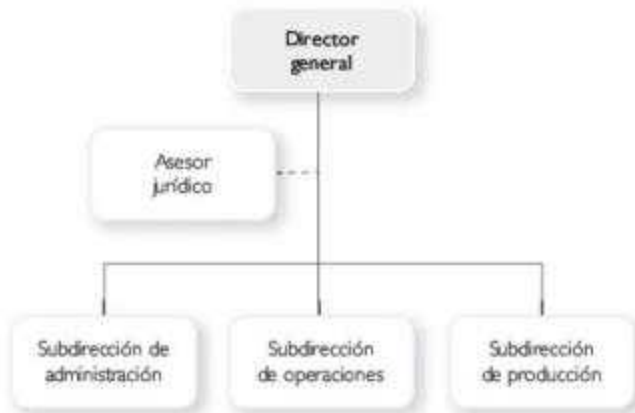 Director
general
Asesor
jurídico
Subdirección de
administración
Subdirección
de operaciones
Subdirección
de producción